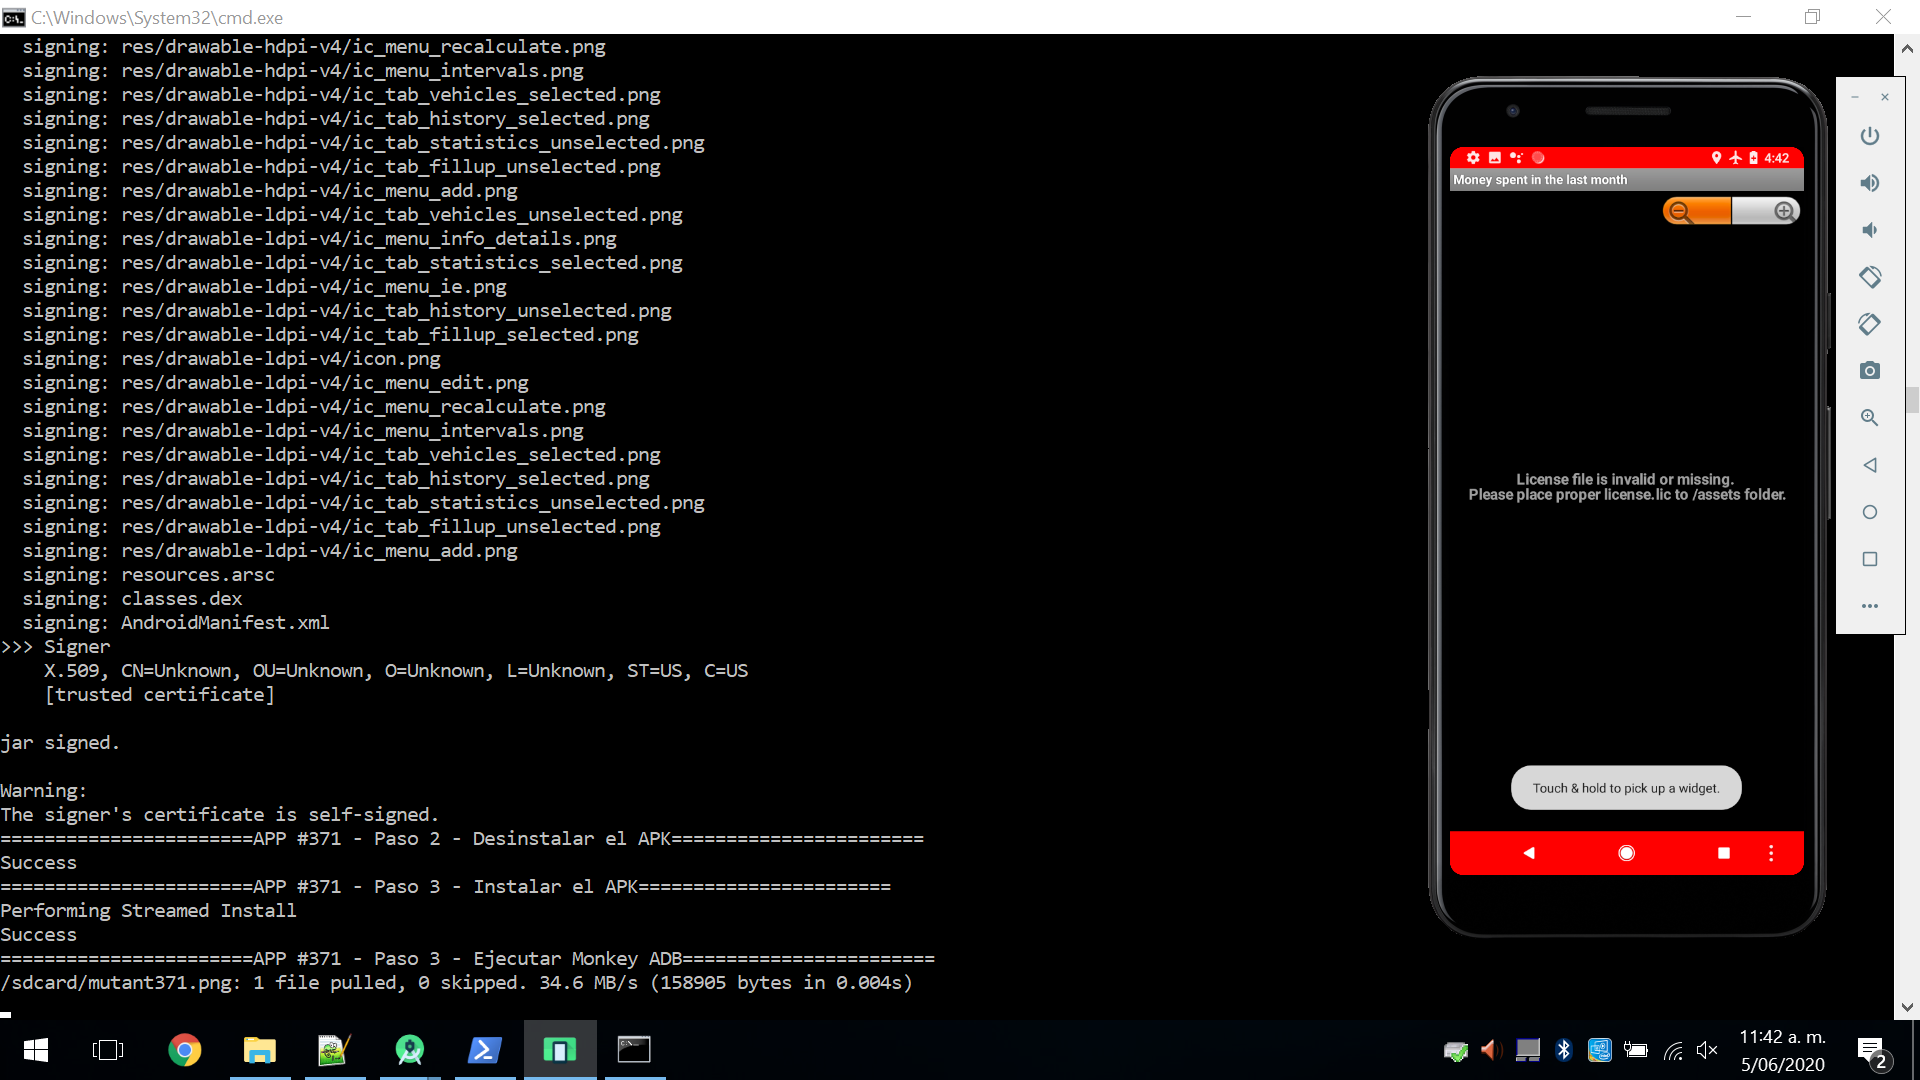 C:\Windows\System32\cmd.exe
signing: res/drawable-hdpi-v4/ic_menu_recalculate.png
signing: res/drawable-hdpi-v4/ic_menu_intervals.png
signing: res/drawable-hdpi-v4/ic_tab_vehicles_selected.png
signing: res/drawable-hdpi-v4/ic_tab_history_selected.png
signing: res/drawable-hdpi-v4/ic_tab_statistics_unselected.png
signing: res/drawable-hdpi-v4/ic_tab_fillup_unselected.png
signing: res/drawable-hdpi-v4/ic_menu_add.png
signing: res/drawable-ldpi-v4/ic_tab_vehicles_unselected.png
signing: res/drawable-ldpi-v4/ic_menu_info_details.png
signing: res/drawable-ldpi-v4/ic_tab_statistics_selected.png
signing: res/drawable-ldpi-v4/ic_menu_ie.png
signing: res/drawable-ldpi-v4/ic_tab_history_unselected.png
signing: res/drawable-ldpi-v4/ic_tab_fillup_selected.png
signing: res/drawable-ldpi-v4/icon.png
signing: res/drawable-ldpi-v4/ic_menu_edit.png
signing: res/drawable-ldpi-v4/ic_menu_recalculate.png
signing: res/drawable-ldpi-v4/ic_menu_intervals.png
signing: res/drawable-ldpi-v4/ic_tab_vehicles_selected.png
signing: res/drawable-ldpi-v4/ic_tab_history_selected.png
signing: res/drawable-ldpi-v4/ic_tab_statistics_unselected.png
signing: res/drawable-ldpi-v4/ic_tab_fillup_unselected.png
signing: res/drawable-ldpi-v4/ic_menu_add.png
signing: resources.arsc
signing: classes.dex
signing: AndroidManifest.xml
>>> Signer
X.509, CN=Unknown, OU=Unknown, O=Unknown, L=Unknown, ST=US, C=US
[trusted certificate]
jar signed.
Warning:
The signer's certificate is self-signed.
=======================APP #371 - Paso 2 - Desinstalar el APK=======================
Success
=======================APP #371 - Paso 3 - Instalar el APK=======================
Performing Streamed Install
Success
=======================APP #371 - Paso 3 - Ejecutar Monkey ADB=======================
/sdcard/mutant371.png: 1 file pulled, 0 skipped. 34.6 MB/s (158905 bytes in 0.004s)
4:42
Money spent in the last month
License file is invalid or missing.
Please place proper license.lic to /assets folder.
Touch & hold to pick up a widget.
11:42 a. m.
5/06/2020
2